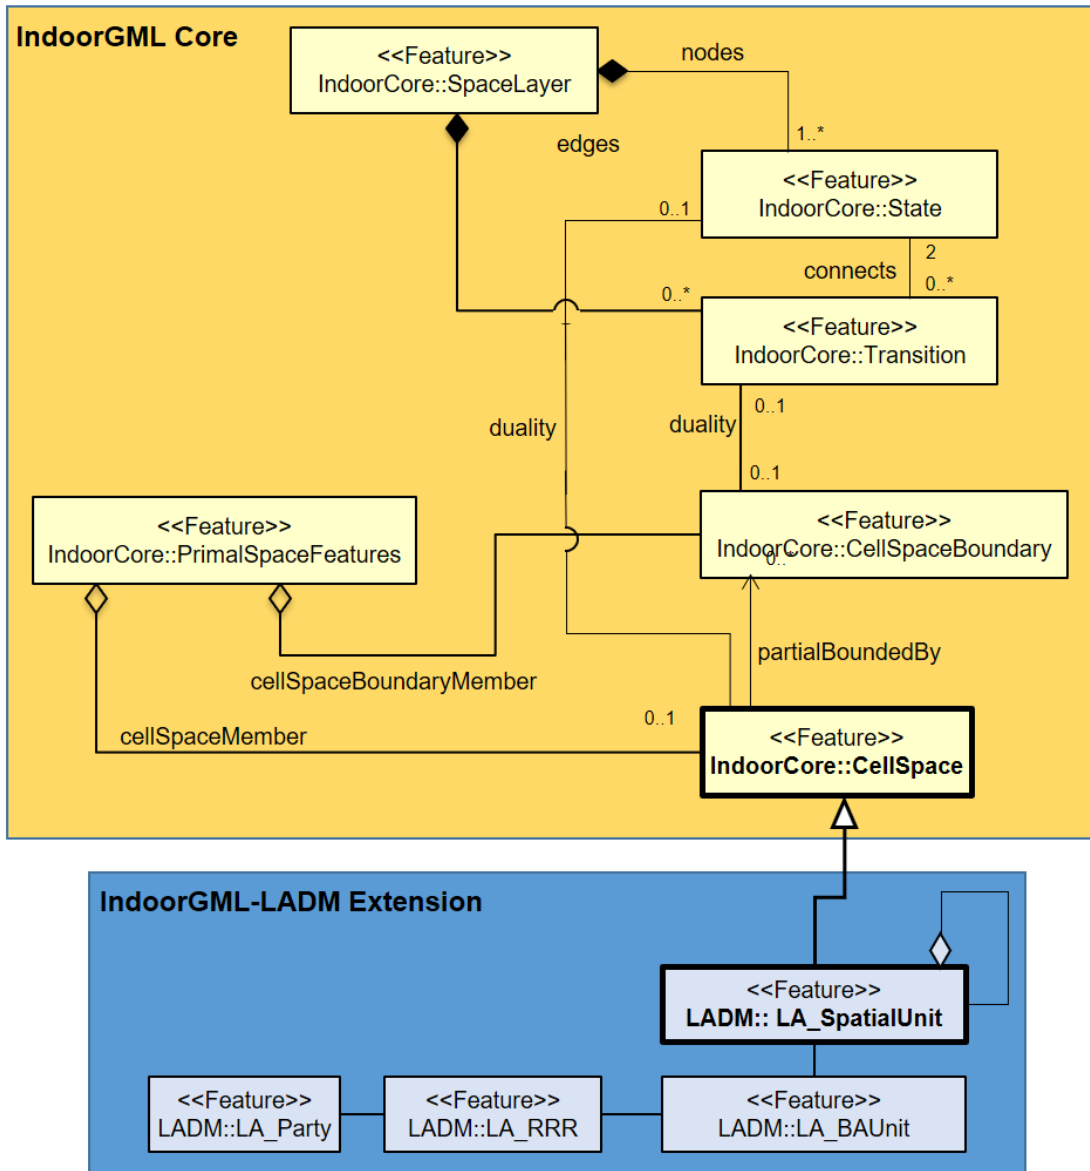 IndoorGML Core
<<Feature>>
IndoorCore::SpaceLayer
nodes
edges
1..*
<<Feature>>
IndoorCore::State
0..1
2
connects
0..*
0..*
<<Feature>>
IndoorCore::Transition
0..1
duality
duality
0..1
<<Feature>>
IndoorCore::PrimalSpaceFeatures
<<Feature>>
IndoorCore::CellSpaceBoundary
0..*
partialBoundedBy
cellSpaceBoundaryMember
0..1
cellSpaceMember
<<Feature>>
IndoorCore::CellSpace
IndoorGML-LADM Extension
<<Feature>>
LADM:: LA_SpatialUnit
<<Feature>>
LADM::LA_Party
<<Feature>>
LADM::LA_RRR
<<Feature>>
LADM::LA_BAUnit